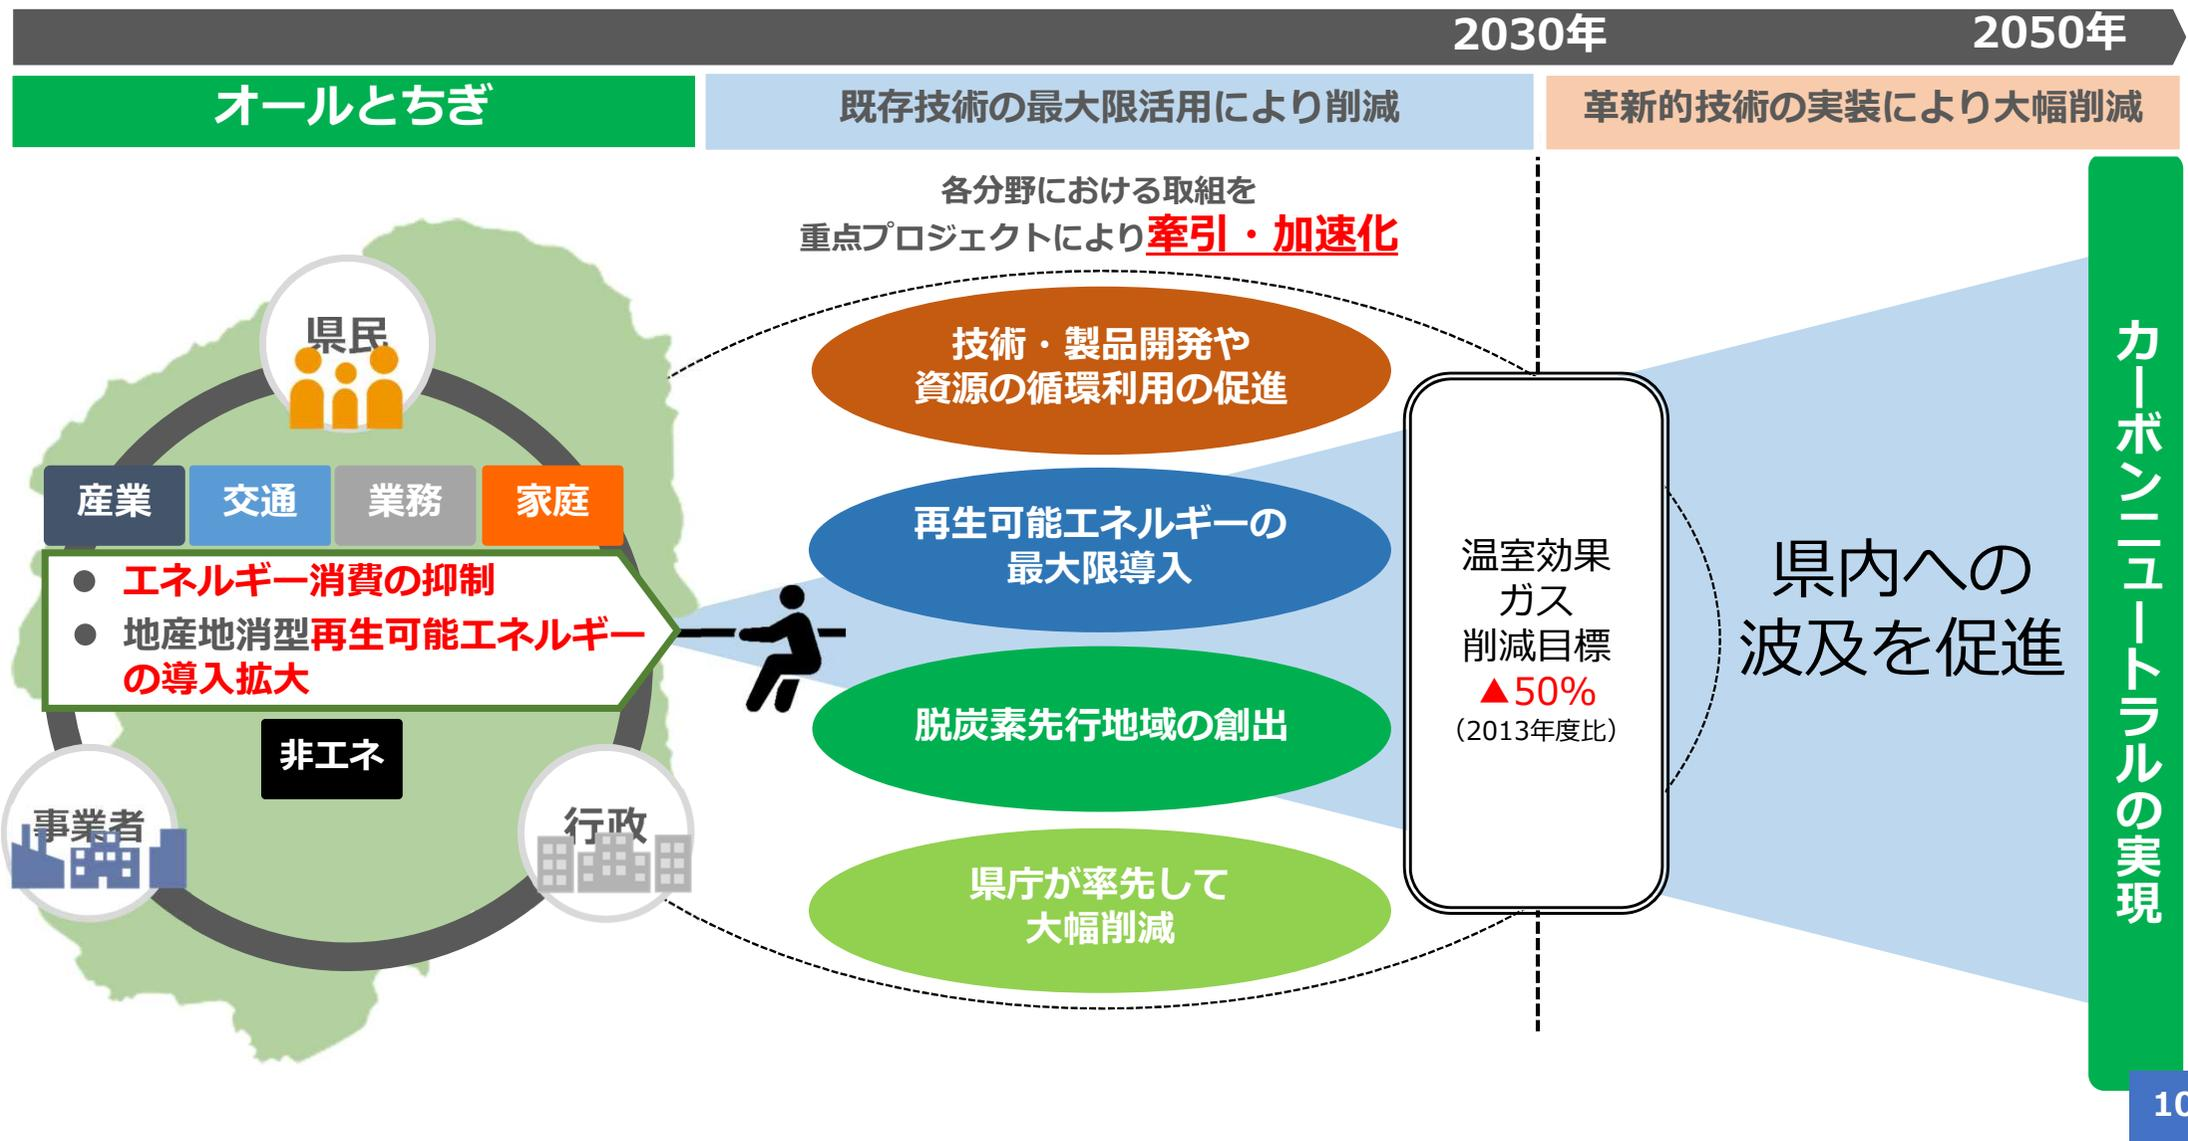 2030年
2050年
オールとちぎ
既存技術の最大限活用により削減
革新的技術の実装により大幅削減
各分野における取組を
重点プロジェクトにより牽引・加速化
県民
産業
交通
業務
家庭
● エネルギー消費の抑制
● 地産地消型再生可能エネルギー
の導入拡大
非エネ
事業者
行政
技術・製品開発や
資源の循環利用の促進
再生可能エネルギーの
最大限導入
脱炭素先行地域の創出
県庁が率先して
大幅削減
温室効果
ガス
削減目標
▲50%
（2013年度比）
県内への
波及を促進
カーボンニュートラルの実現
10